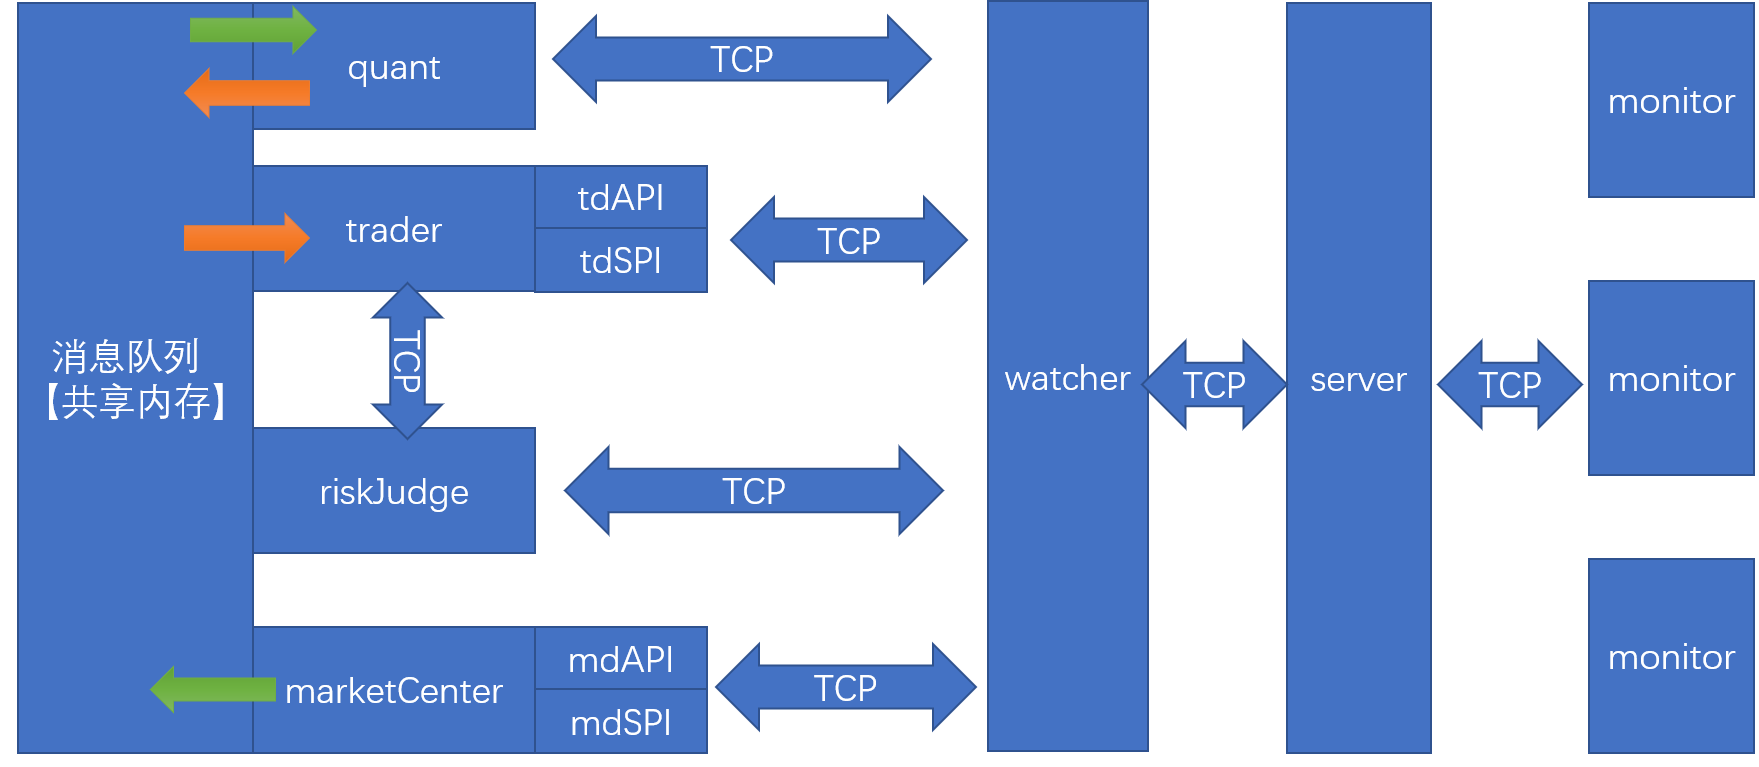 quant
TCP
tdAPI
trader
tdSPI
TCP
TCP
消息队列
【共享内存】
riskJudge
TCP
marketCenter
mdAPI
mdSPI
TCP
watcher
TCP
server
TCP
monitor
monitor
monitor